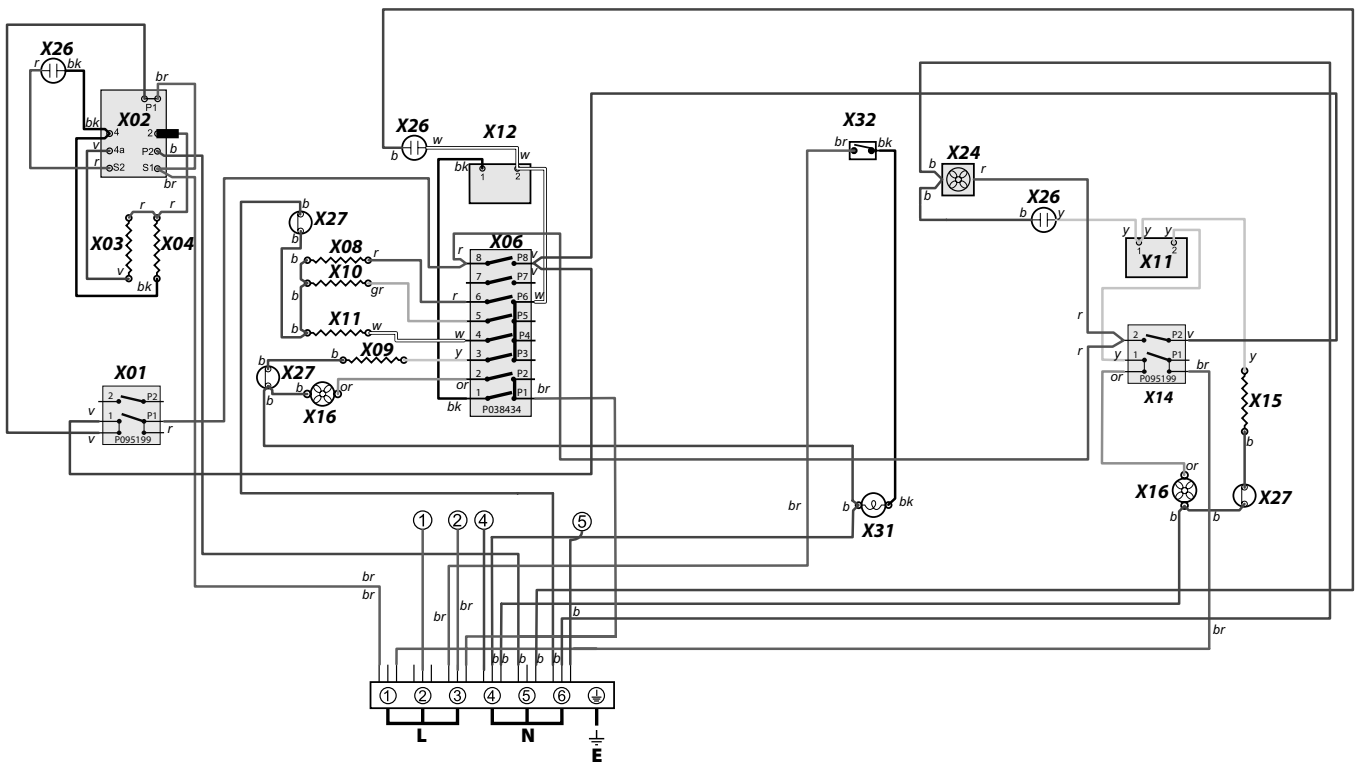 X26
r bk
br
P1
X02
bk 4 2
v 4a P2 b
r S2 S1
br
r r
X03 X04
v
bk
X26
w
b
X12
w
bk
1 2
X32
br bk
b
X24
r
b
X26
b y
y y y
1 2
X11
b
X27
b
b X08 r
X10
b gr
X11
b w
X09
b b y
X27
b b or
X16
X06
r 8 P8 v
7 P7 v
r 6 P6 w
5 P5
w 4 P4
y 3 P3
2 P2
or br
1 P1
bk P038434
r
2 P2 v
r
y 1 P1 br
or
P095199
X14
y
X15
b
X01
2 P2
v 1 P1
v r
P095199
or
X16 X27
b b
br
b bk
X31
1 2 4 5
br
br
br br
b
br
b b b b b
1 2 3 4 5 6
L N
E